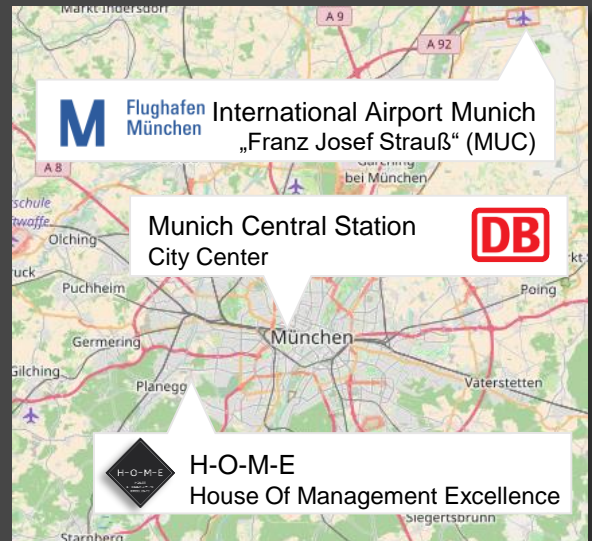 Markt Indersdorf
A 9
A 92
M Flughafen München
International Airport Munich
„Franz Josef Strauß“ (MUC)
A 8
Garching
bei München
Olching
Munich Central Station
City Center
DB
Puchheim
Poing
Germering
München
Gilching
Planegg
Vaterstetten
H-O-M-E
H-O-M-E
House Of Management Excellence
Siegertsbrunn
Starnberg